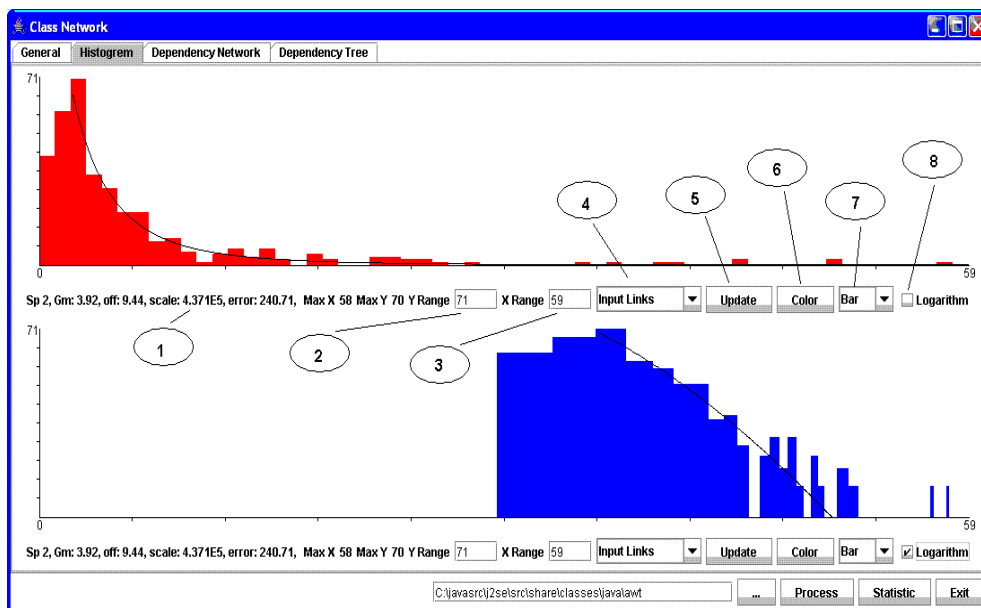 Class Network
General Histogrem Dependency Network Dependency Tree
71
8
6
4 5 7
0 59
Sp 2, Gm: 3.92, off: 9.44, scale: 4.371E5, error: 240.71, Max X 58 Max Y 70 Y Range 71 X Range 59 Input Links Update Color Bar Logarithm
71
1 2 3
0 59
Sp 2, Gm: 3.92, off: 9.44, scale: 4.371E5, error: 240.71, Max X 58 Max Y 70 Y Range 71 X Range 59 Input Links Update Color Bar Logarithm
C:\javasrc\j2se\src\share\classes\java\awt ... Process Statistic Exit